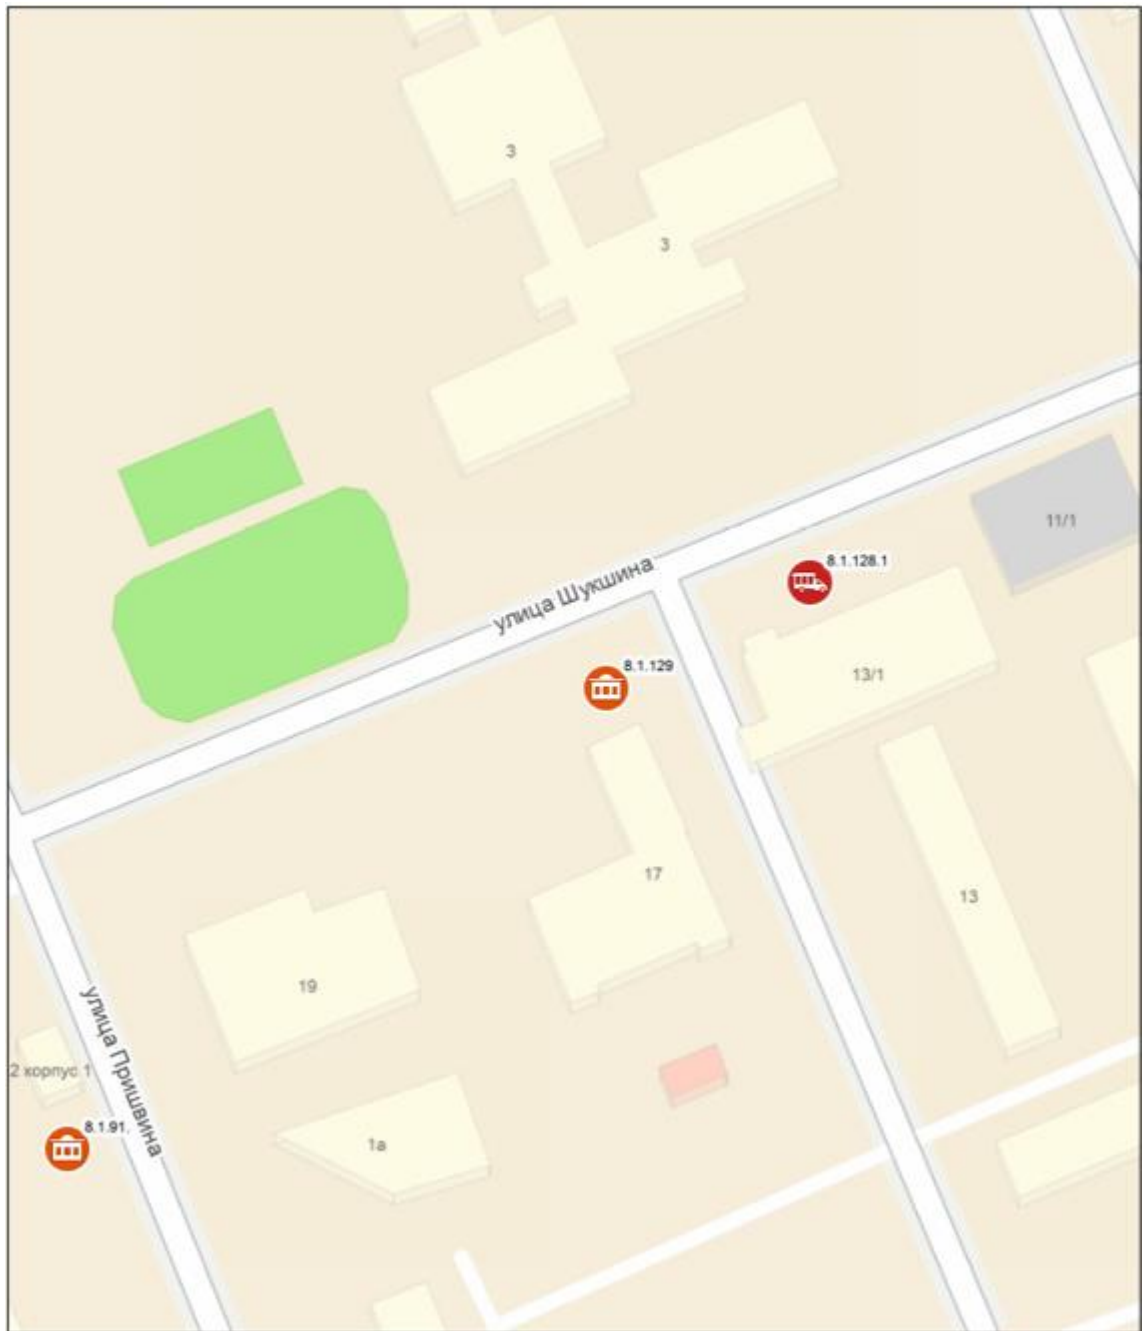 3
3
11/1
улица Шукшина
8.1.128.1
8.1.129
13/1
17
13
19
улица Пришвина
2 корпус 1
8.1.91.
1а